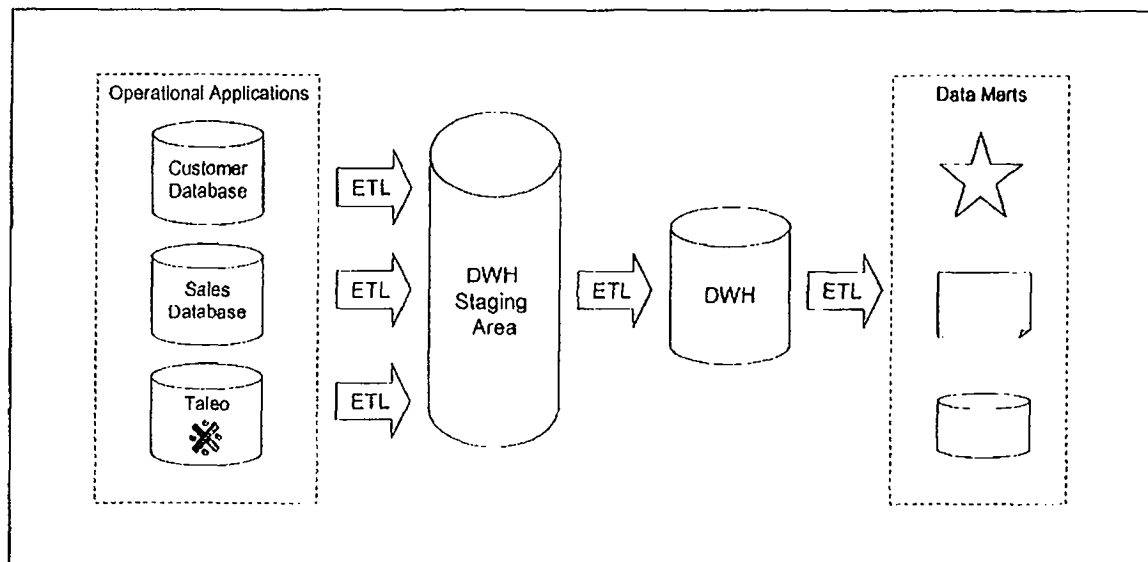 Operational Applications
Customer
Database
ETL
Sales
Database
ETL
Taleo
ETL
DWH
Staging
Area
ETL
DWH
ETL
Data Marts